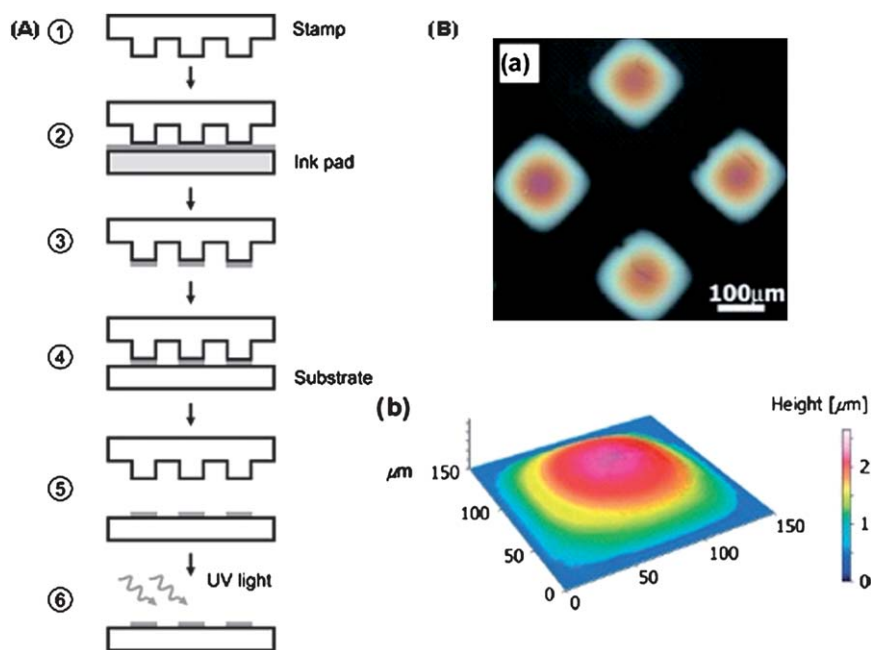 (A)
①
Stamp
②
Ink pad
③
④
Substrate
⑤
UV light
⑥
(B)
(a)
100μm
(b)
Height [μm]
2
1
0
μm
150
100
50
0
0
50
100
150